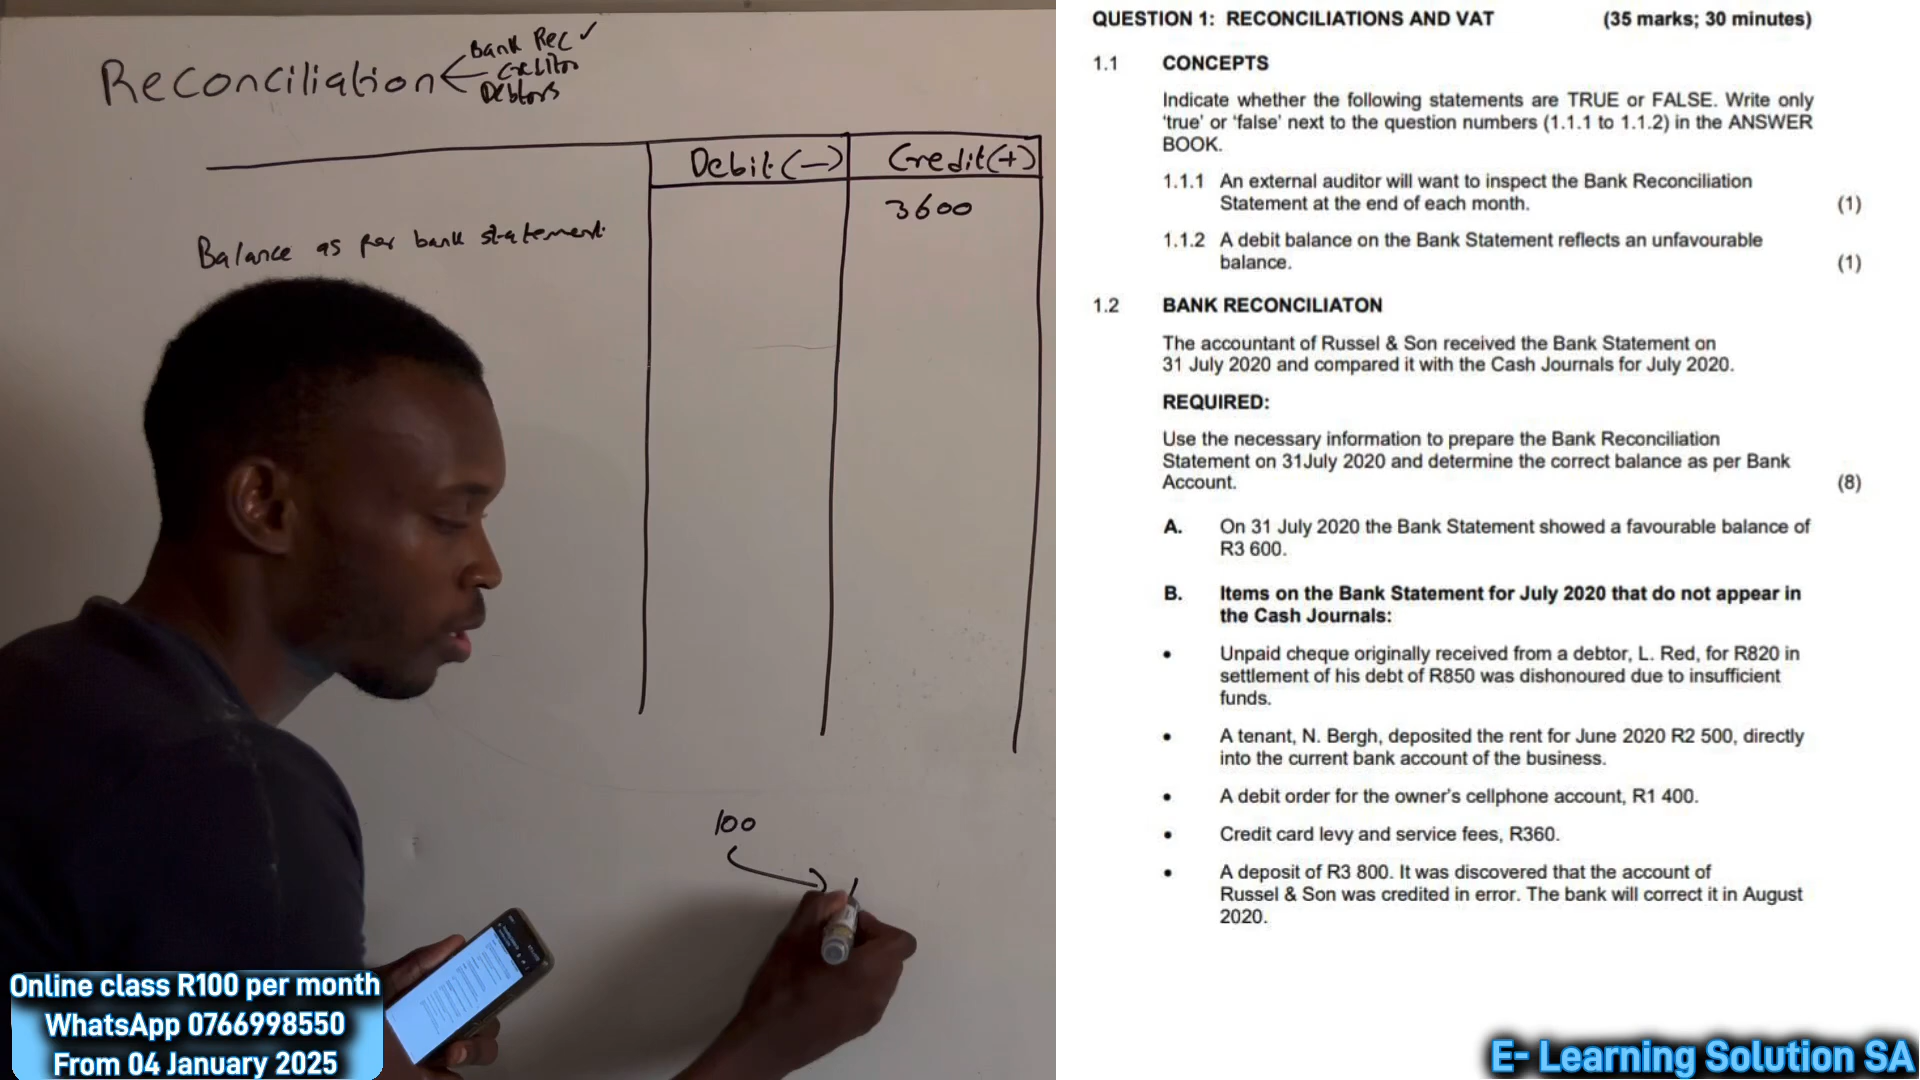 Reconciliation
Bank Rec ✓
Creditor
Debtors
Debit (-)
Credit (+)
3600
Balance as per bank statement
100
Online class R100 per month
WhatsApp 0766998550
From 04 January 2025
QUESTION 1: RECONCILIATIONS AND VAT (35 marks; 30 minutes)
1.1 CONCEPTS
Indicate whether the following statements are TRUE or FALSE. Write only
'true' or 'false' next to the question numbers (1.1.1 to 1.1.2) in the ANSWER
BOOK.
1.1.1 An external auditor will want to inspect the Bank Reconciliation
Statement at the end of each month. (1)
1.1.2 A debit balance on the Bank Statement reflects an unfavourable
balance. (1)
1.2 BANK RECONCILIATON
The accountant of Russel & Son received the Bank Statement on
31 July 2020 and compared it with the Cash Journals for July 2020.
REQUIRED:
Use the necessary information to prepare the Bank Reconciliation
Statement on 31July 2020 and determine the correct balance as per Bank
Account. (8)
A. On 31 July 2020 the Bank Statement showed a favourable balance of
R3 600.
B. Items on the Bank Statement for July 2020 that do not appear in
the Cash Journals:
• Unpaid cheque originally received from a debtor, L. Red, for R820 in
settlement of his debt of R850 was dishonoured due to insufficient
funds.
• A tenant, N. Bergh, deposited the rent for June 2020 R2 500, directly
into the current bank account of the business.
• A debit order for the owner's cellphone account, R1 400.
• Credit card levy and service fees, R360.
• A deposit of R3 800. It was discovered that the account of
Russel & Son was credited in error. The bank will correct it in August
2020.
E- Learning Solution SA